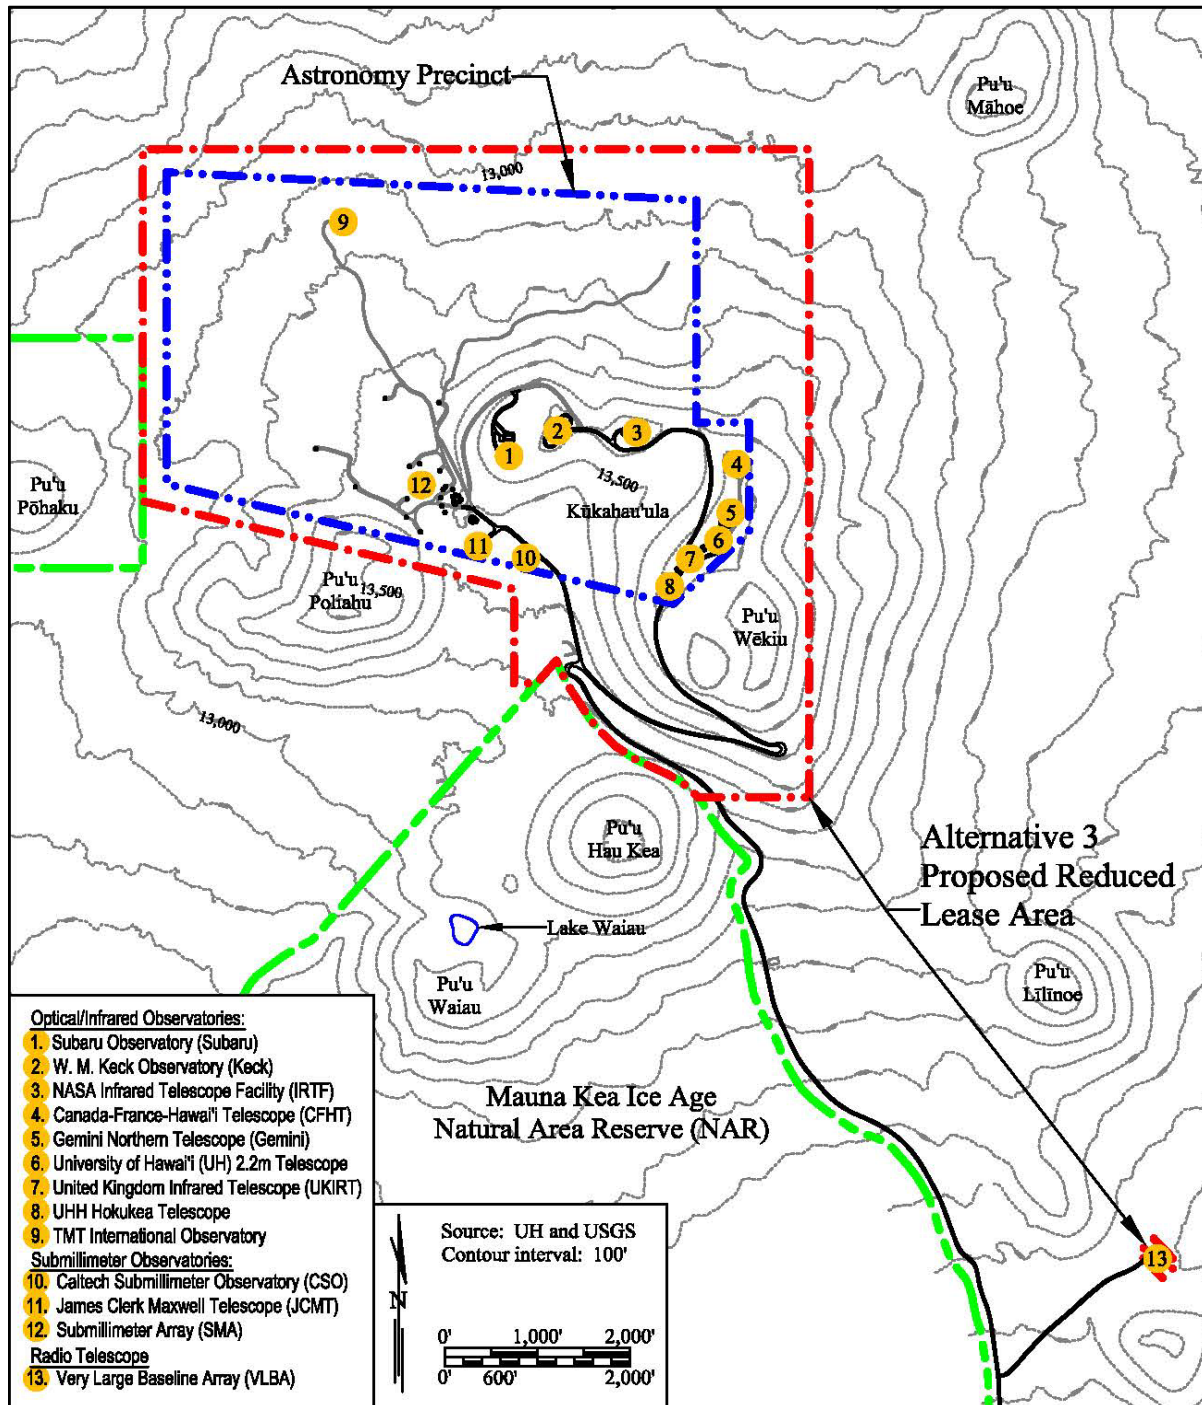 Astronomy Precinct
Pu'u
Māhoe
13,000
9
1
2
3
4
5
6
7
8
10
11
12
13,500
Kūkahau'ula
Pu'u
Pōhaku
Pu'u
Poliahu
13,500
Pu'u
Wēkiu
13,000
Pu'u
Hau Kea
Alternative 3
Proposed Reduced
Lease Area
Lake Waiau
Pu'u
Waiau
Pu'u
Līlīnoe
Mauna Kea Ice Age
Natural Area Reserve (NAR)
13
Optical/Infrared Observatories:
1. Subaru Observatory (Subaru)
2. W. M. Keck Observatory (Keck)
3. NASA Infrared Telescope Facility (IRTF)
4. Canada-France-Hawai'i Telescope (CFHT)
5. Gemini Northern Telescope (Gemini)
6. University of Hawai'i (UH) 2.2m Telescope
7. United Kingdom Infrared Telescope (UKIRT)
8. UHH Hokukea Telescope
9. TMT International Observatory
Submillimeter Observatories:
10. Caltech Submillimeter Observatory (CSO)
11. James Clerk Maxwell Telescope (JCMT)
12. Submillimeter Array (SMA)
Radio Telescope
13. Very Large Baseline Array (VLBA)
Source: UH and USGS
Contour interval: 100'
N
0' 1,000' 2,000'
0' 600' 2,000'